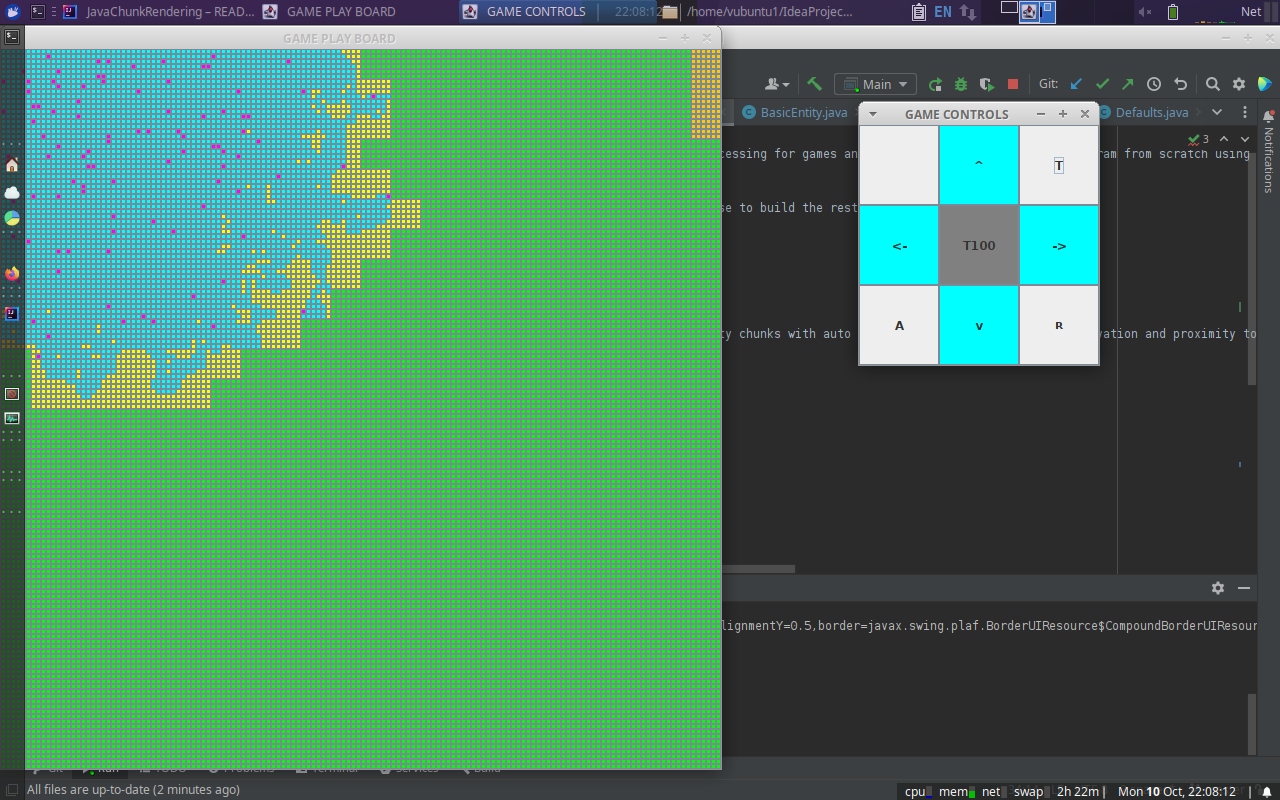 JavaChunkRendering – READ...
GAME PLAY BOARD
GAME CONTROLS
22:08:12
/home/vubuntu1/IdeaProjec...
EN
Net
GAME PLAY BOARD
Main
Git:
BasicEntity.java
Defaults.java
GAME CONTROLS
3
Notifications
cessing for games an
ram from scratch using
se to build the rest
ty chunks with auto
vation and proximity to
^
T
<-
T100
->
A
v
R
lignmentY=0.5,border=javax.swing.plaf.BorderUIResource$CompoundBorderUIResour
Git
Run
TODO
Problems
Terminal
Services
Build
All files are up-to-date (2 minutes ago)
cpu mem net swap 2h 22m | Mon 10 Oct, 22:08:12 |